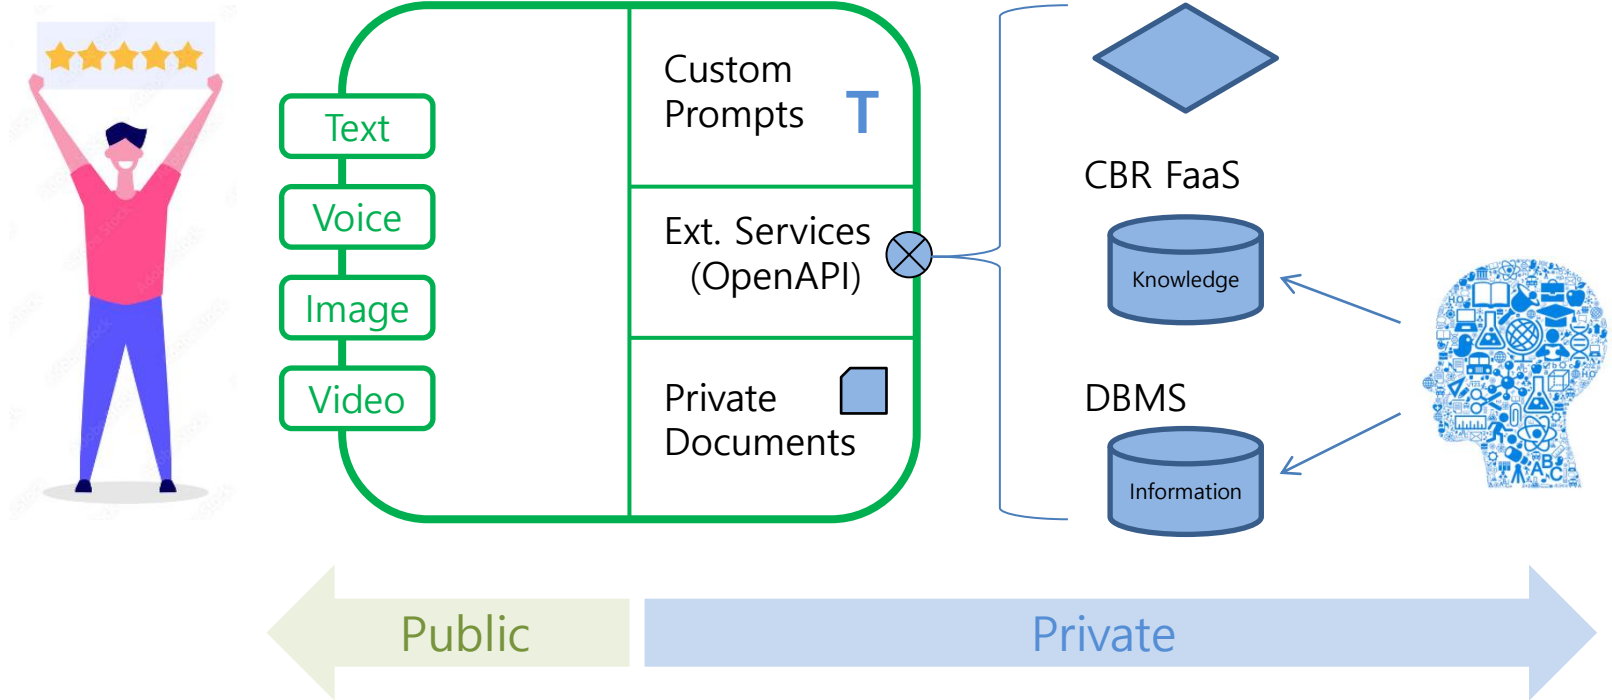 Text
Voice
Image
Video
Custom
Prompts
T
Ext. Services
(OpenAPI)
Private
Documents
CBR FaaS
Knowledge
DBMS
Information
Public
Private